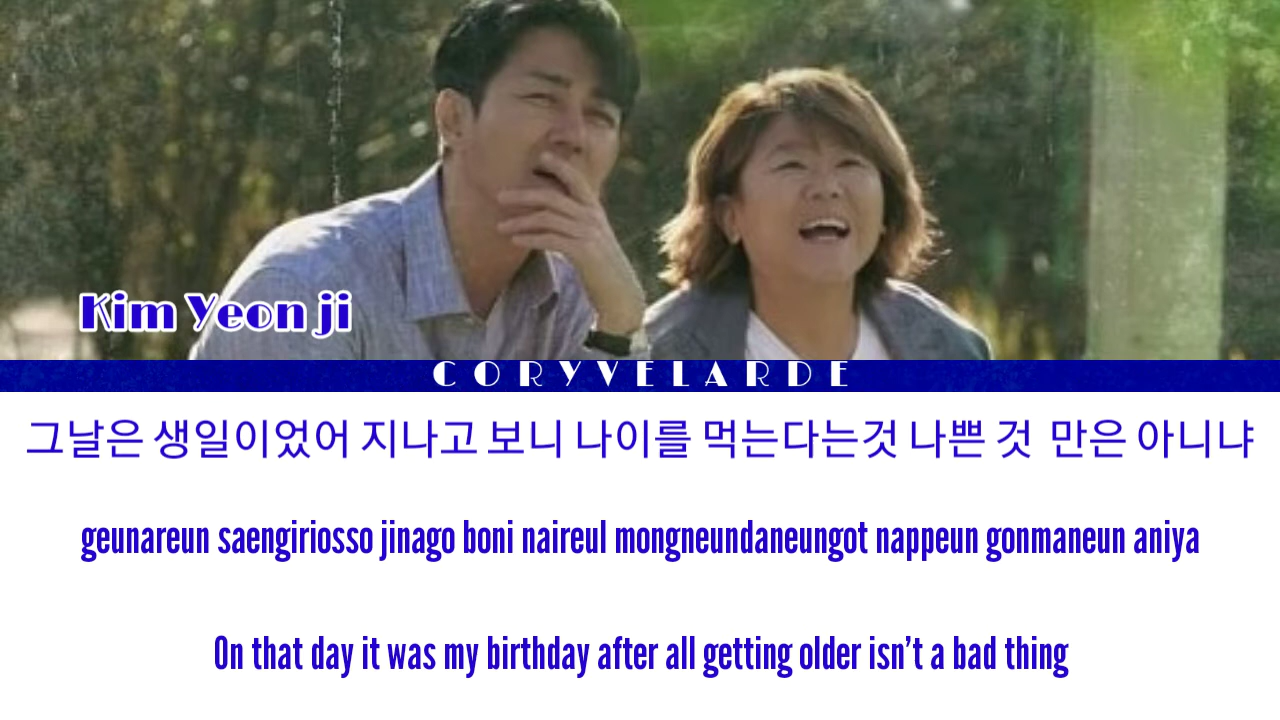 Kim Yeon ji
CORYVELARDE
그날은 생일이었어 지나고 보니 나이를 먹는다는것 나쁜 것 만은 아니냐
geunareun saengiriosso jinago boni naireul mongneundaneungot nappeun gonmaneun aniya
On that day it was my birthday after all getting older isn't a bad thing